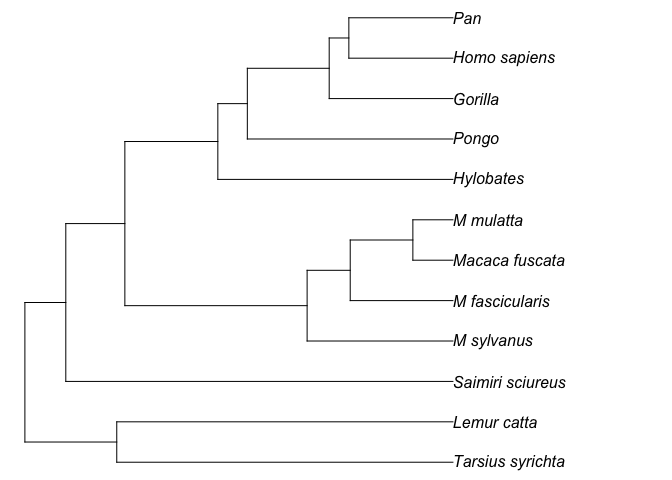 Pan
Homo sapiens
Gorilla
Pongo
Hylobates
M mulatta
Macaca fuscata
M fascicularis
M sylvanus
Saimiri sciureus
Lemur catta
Tarsius syrichta